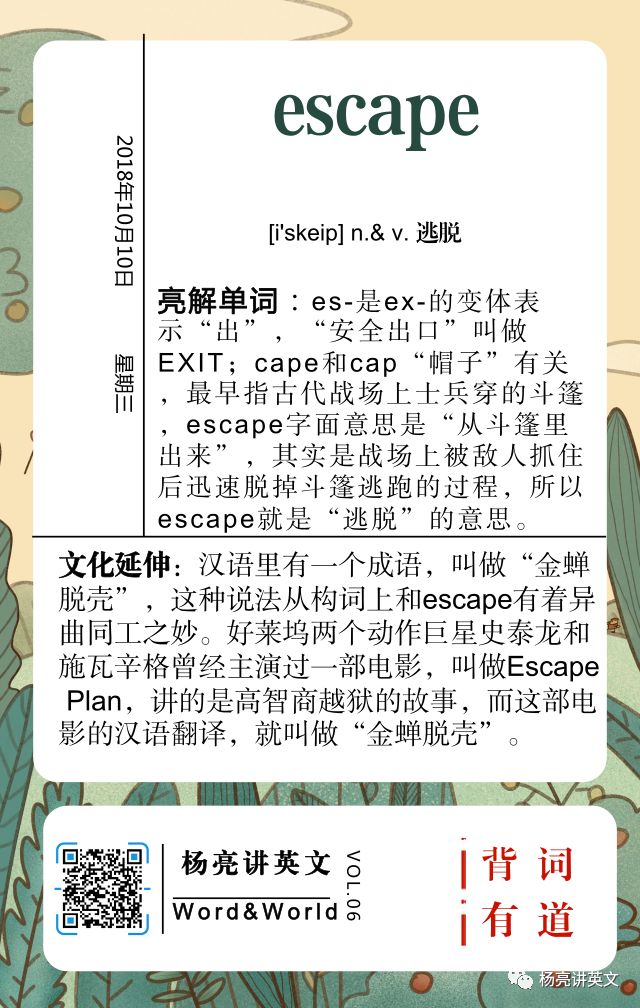 escape
2018年10月10日
星期三
[i'skeip] n.& v. 逃脱
亮解单词：es-是ex-的变体表
示“出”，“安全出口”叫做
EXIT；cape和cap“帽子”有关
，最早指古代战场上士兵穿的斗篷
，escape字面意思是“从斗篷里
出来”，其实是战场上被敌人抓住
后迅速脱掉斗篷逃跑的过程，所以
escape就是“逃脱”的意思。
文化延伸：汉语里有一个成语，叫做“金蝉
脱壳”，这种说法从构词上和escape有着异
曲同工之妙。好莱坞两个动作巨星史泰龙和
施瓦辛格曾经主演过一部电影，叫做Escape
Plan，讲的是高智商越狱的故事，而这部电
影的汉语翻译，就叫做“金蝉脱壳”。
杨亮讲英文
Word&World
VOL.06
背词
有道
杨亮讲英文